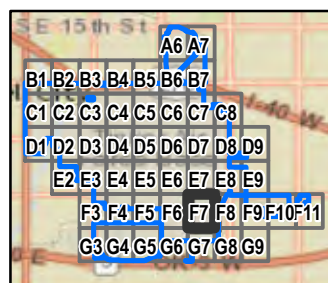 SE 15th St
A6 A7
B1 B2 B3 B4 B5 B6 B7
C1 C2 C3 C4 C5 C6 C7 C8
I-40 W
D1 D2 D3 D4 D5 D6 D7 D8 D9
E2 E3 E4 E5 E6 E7 E8 E9
F3 F4 F5 F6 F7 F8 F9 F10 F11
G3 G4 G5 G6 G7 G8 G9